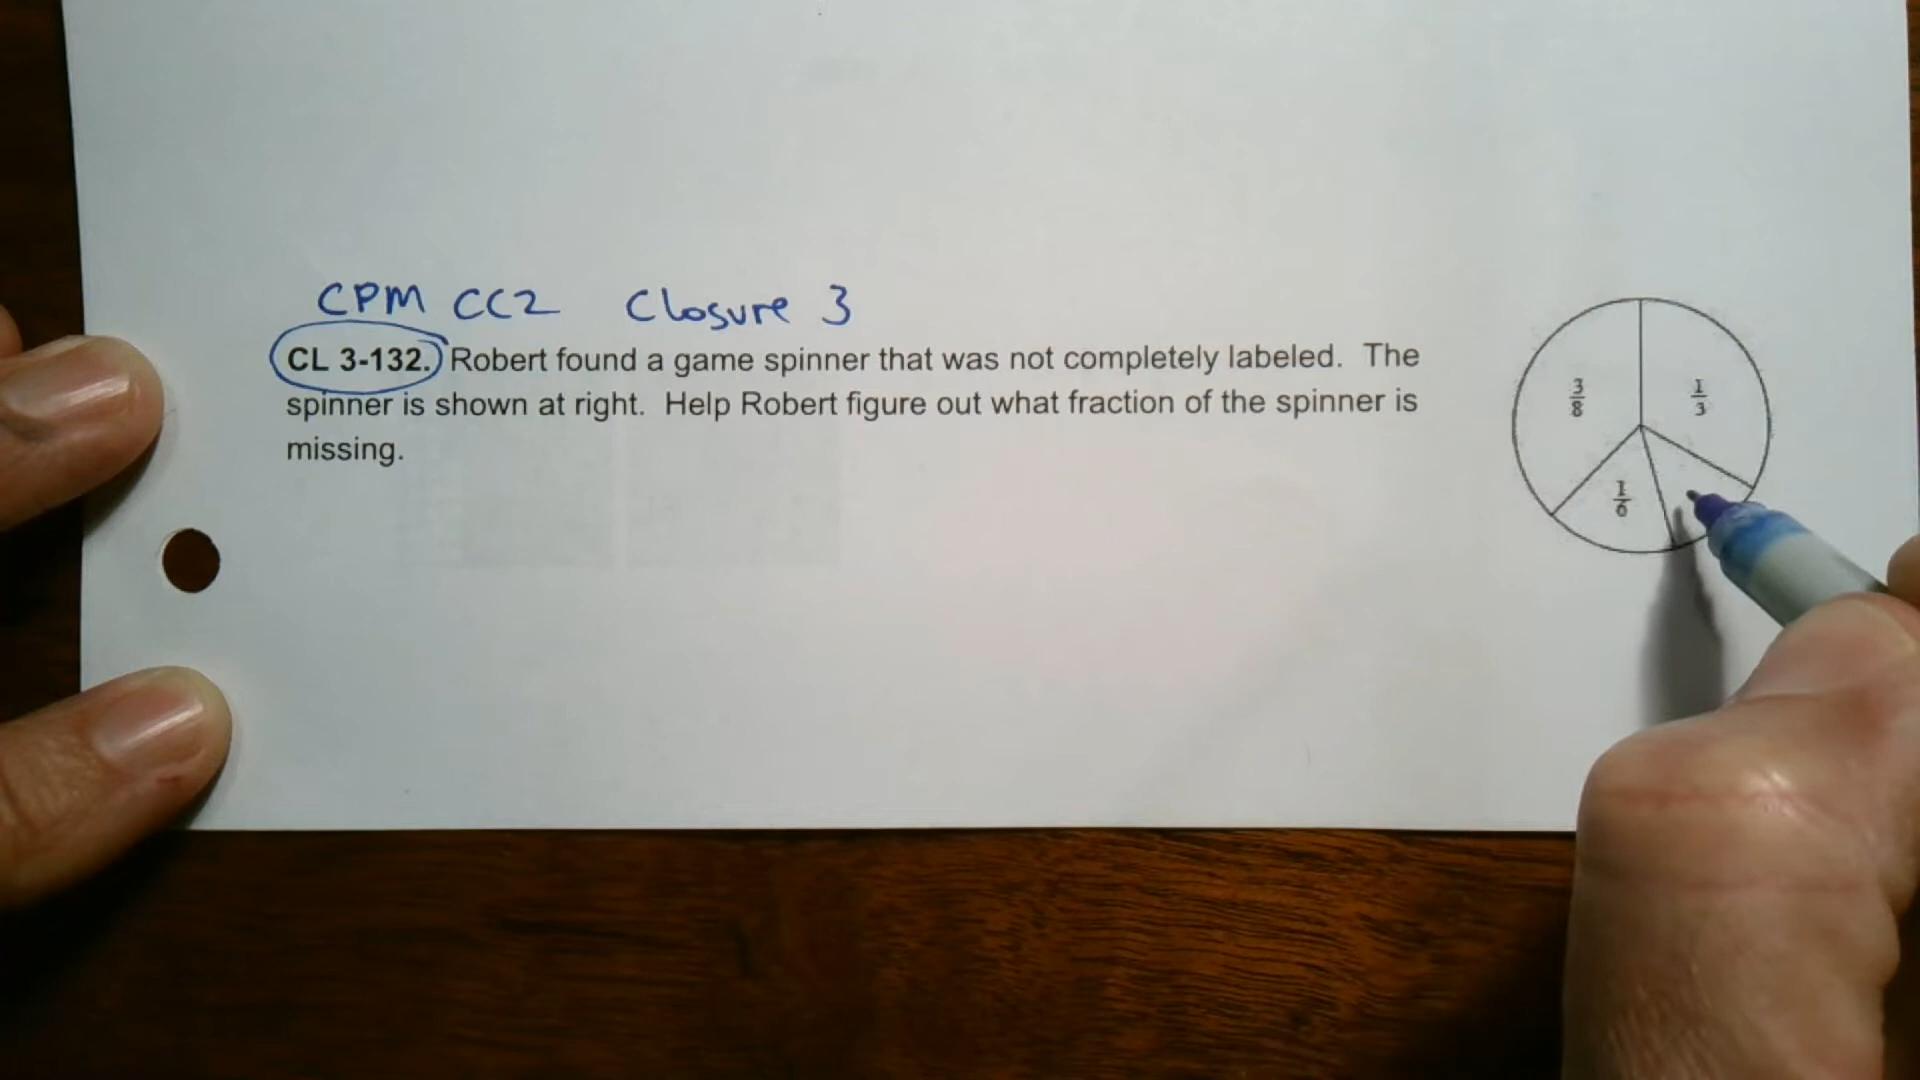 CPM CC2 Closure 3
CL 3-132. Robert found a game spinner that was not completely labeled. The
spinner is shown at right. Help Robert figure out what fraction of the spinner is
missing.
3/8
1/3
1/6